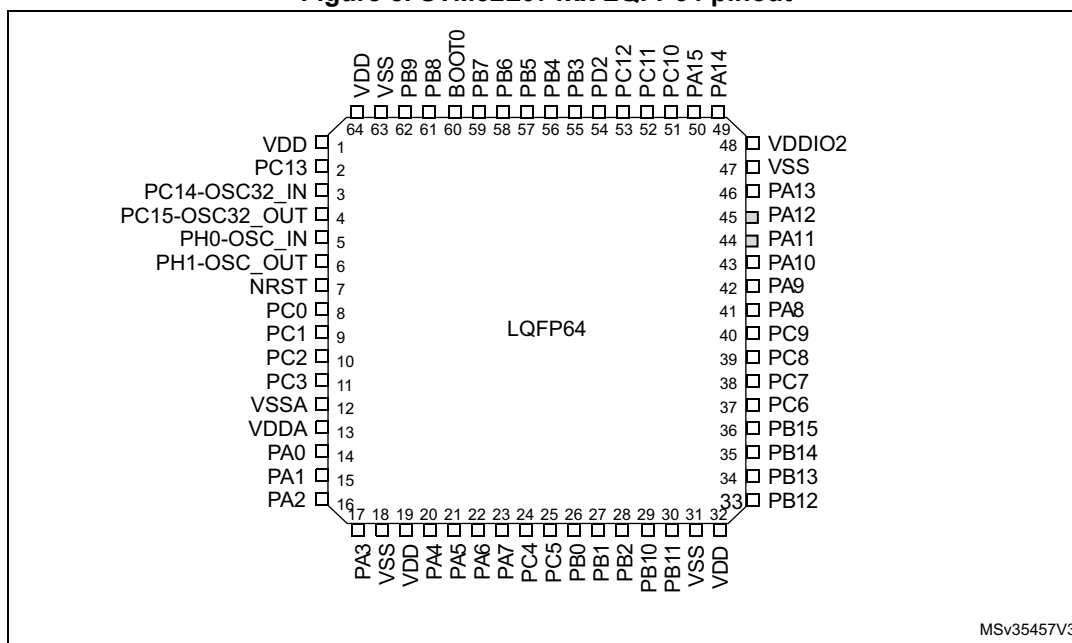 VDD
VSS
PB9
PB8
BOOT0
PB7
PB6
PB5
PB4
PB3
PD2
PC12
PC11
PC10
PA15
PA14
64 63 62 61 60 59 58 57 56 55 54 53 52 51 50 49
VDD 1
PC13 2
PC14-OSC32_IN 3
PC15-OSC32_OUT 4
PH0-OSC_IN 5
PH1-OSC_OUT 6
NRST 7
PC0 8
PC1 9
PC2 10
PC3 11
VSSA 12
VDDA 13
PA0 14
PA1 15
PA2 16
LQFP64
48 VDDIO2
47 VSS
46 PA13
45 PA12
44 PA11
43 PA10
42 PA9
41 PA8
40 PC9
39 PC8
38 PC7
37 PC6
36 PB15
35 PB14
34 PB13
33 PB12
17 18 19 20 21 22 23 24 25 26 27 28 29 30 31 32
PA3
VSS
VDD
PA4
PA5
PA6
PA7
PC4
PC5
PB0
PB1
PB2
PB10
PB11
VSS
VDD
MSv35457V3